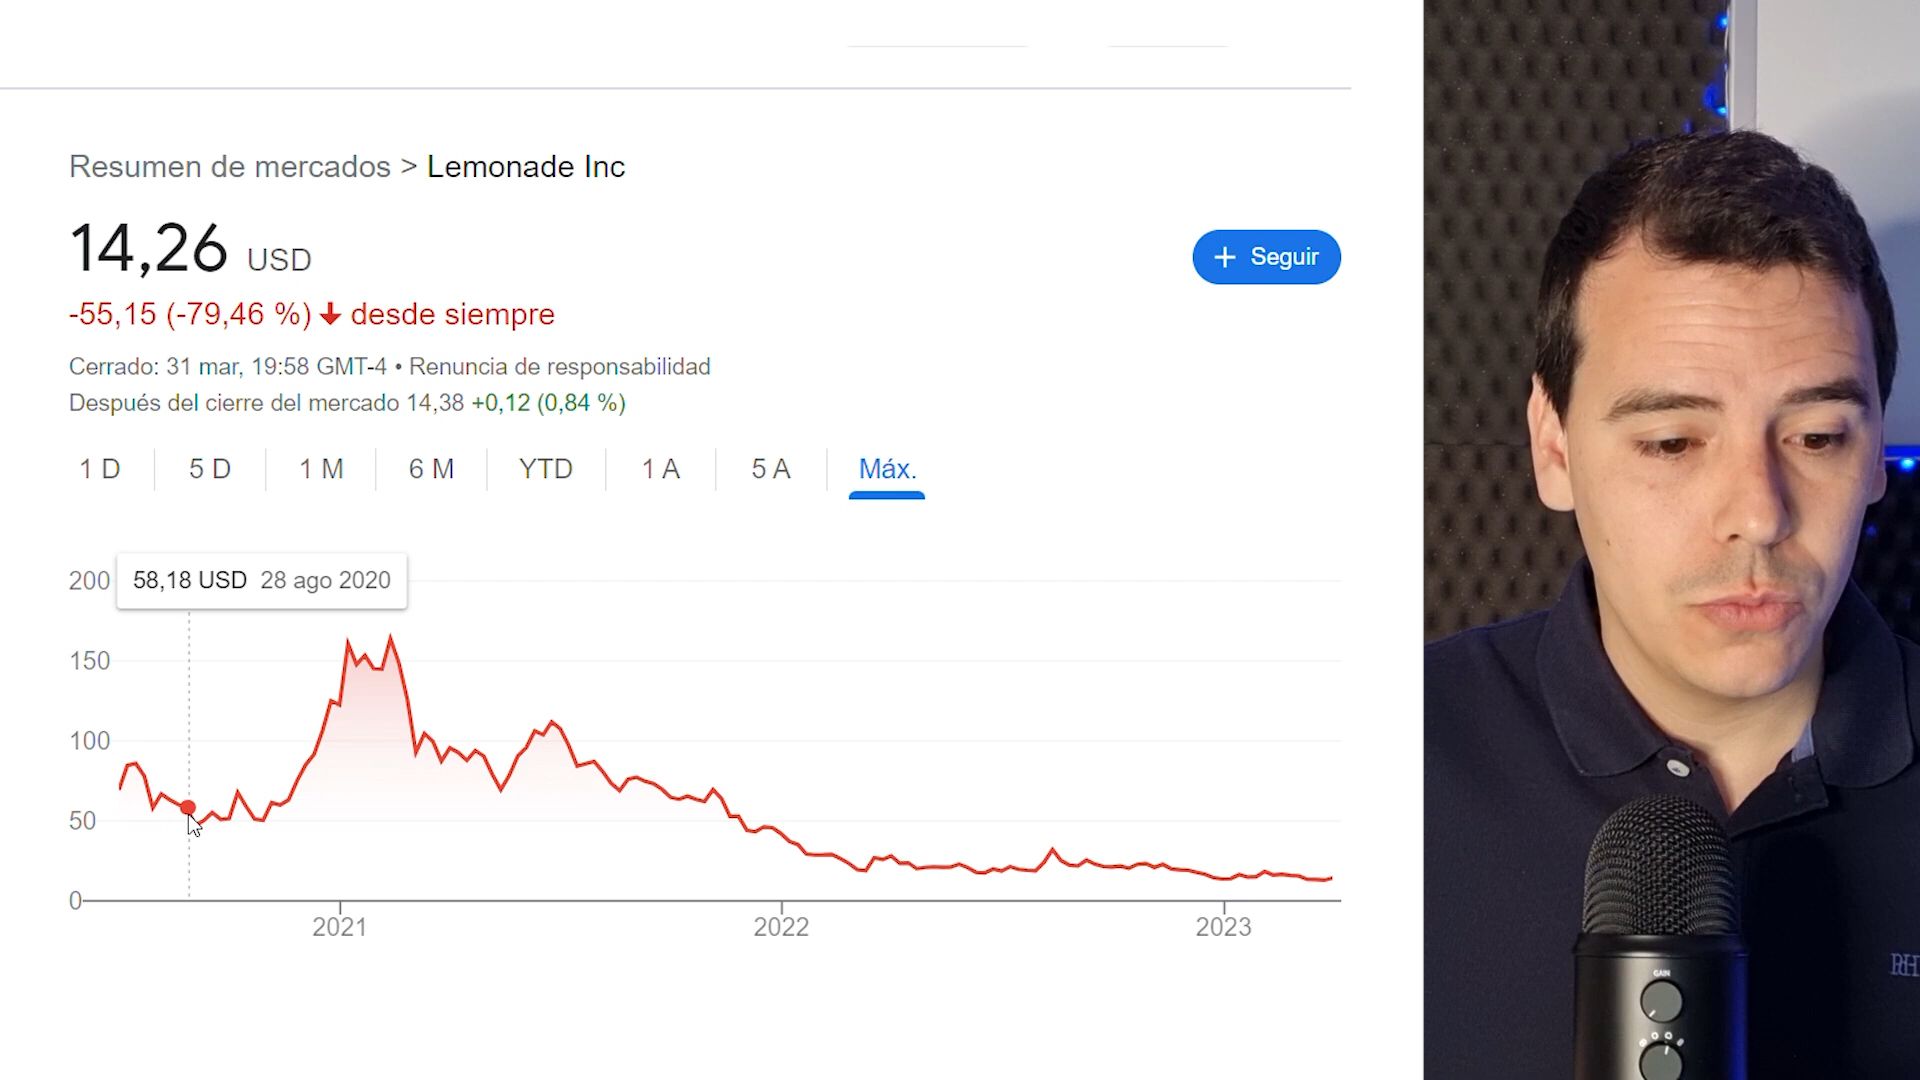 Resumen de mercados > Lemonade Inc
14,26 USD
+ Seguir
-55,15 (-79,46 %) ↓ desde siempre
Cerrado: 31 mar, 19:58 GMT-4 • Renuncia de responsabilidad
Después del cierre del mercado 14,38 +0,12 (0,84 %)
1 D 5 D 1 M 6 M YTD 1 A 5 A Máx.
58,18 USD 28 ago 2020
200
150
100
50
0
2021 2022 2023
GAIN